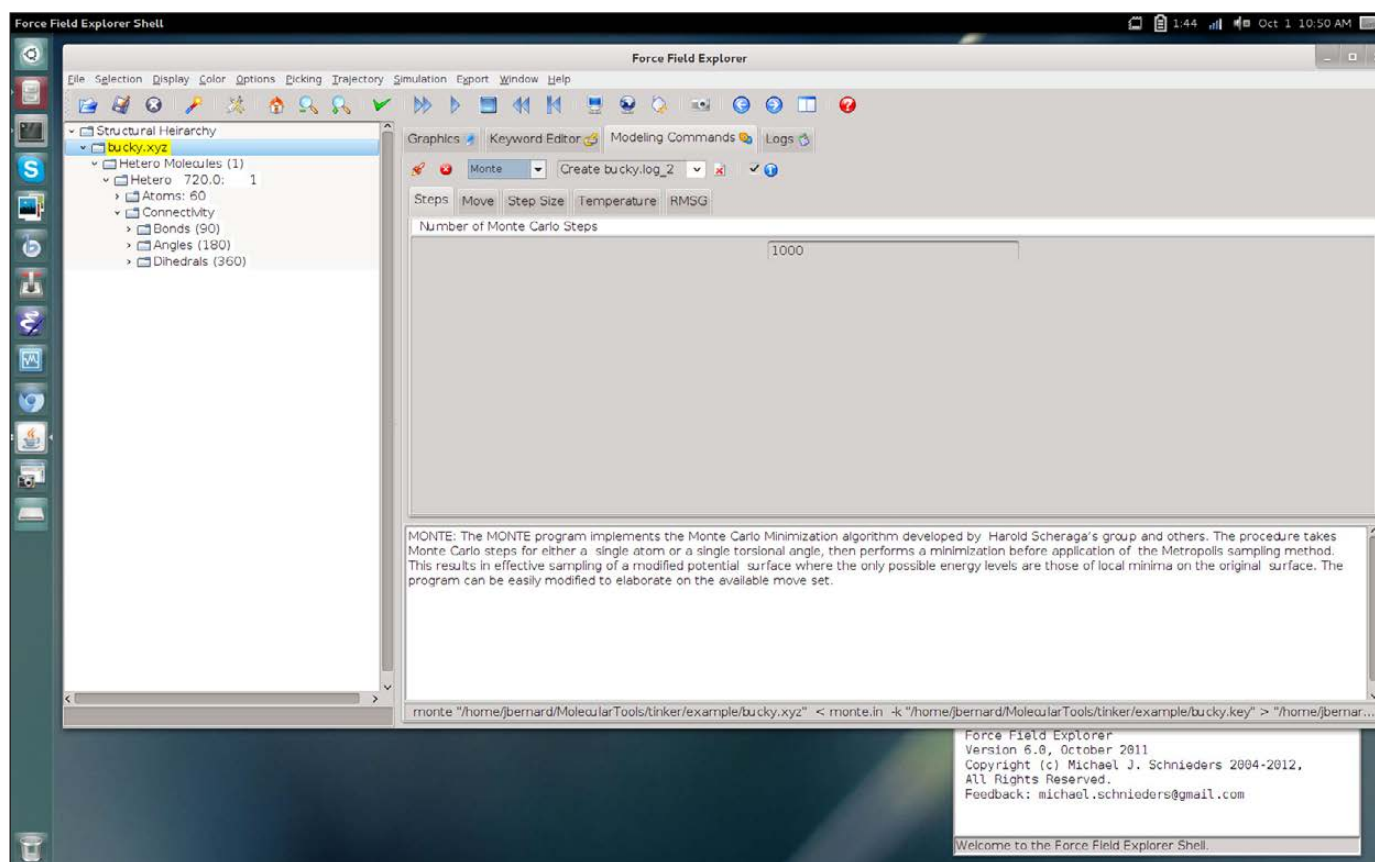 Force Field Explorer Shell
1:44
Oct 1 10:50 AM
Force Field Explorer
File Selection Display Color Options Picking Trajectory Simulation Export Window Help
Structural Heirarchy
bucky.xyz
Hetero Molecules (1)
Hetero 720.0: 1
Atoms: 60
Connectivity
Bonds (90)
Angles (180)
Dihedrals (360)
Graphics Keyword Editor Modeling Commands Logs
Monte Create bucky.log_2
Steps Move Step Size Temperature RMSG
Number of Monte Carlo Steps
1000
MONTE: The MONTE program implements the Monte Carlo Minimization algorithm developed by Harold Scheraga's group and others. The procedure takes
Monte Carlo steps for either a single atom or a single torsional angle, then performs a minimization before application of the Metropolis sampling method.
This results in effective sampling of a modified potential surface where the only possible energy levels are those of local minima on the original surface. The
program can be easily modified to elaborate on the available move set.
monte "/home/jbernard/MolecularTools/tinker/example/bucky.xyz" < monte.in -k "/home/jbernard/MolecularTools/tinker/example/bucky.key" > "/home/jbernar...
Force Field Explorer
Version 6.0, October 2011
Copyright (c) Michael J. Schnieders 2004-2012,
All Rights Reserved.
Feedback: michael.schnieders@gmail.com
Welcome to the Force Field Explorer Shell.